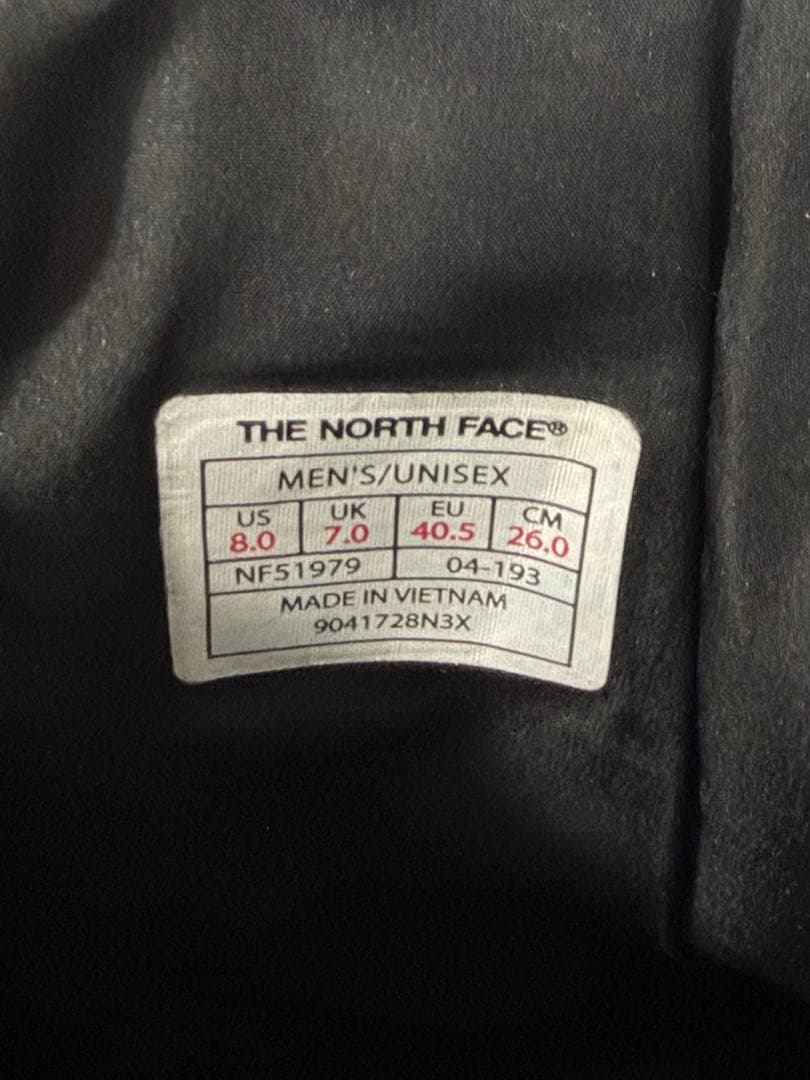 THE NORTH FACE®
MEN'S/UNISEX
US UK EU CM
8.0 7.0 40.5 26.0
NF51979 04-193
MADE IN VIETNAM
9041728N3X